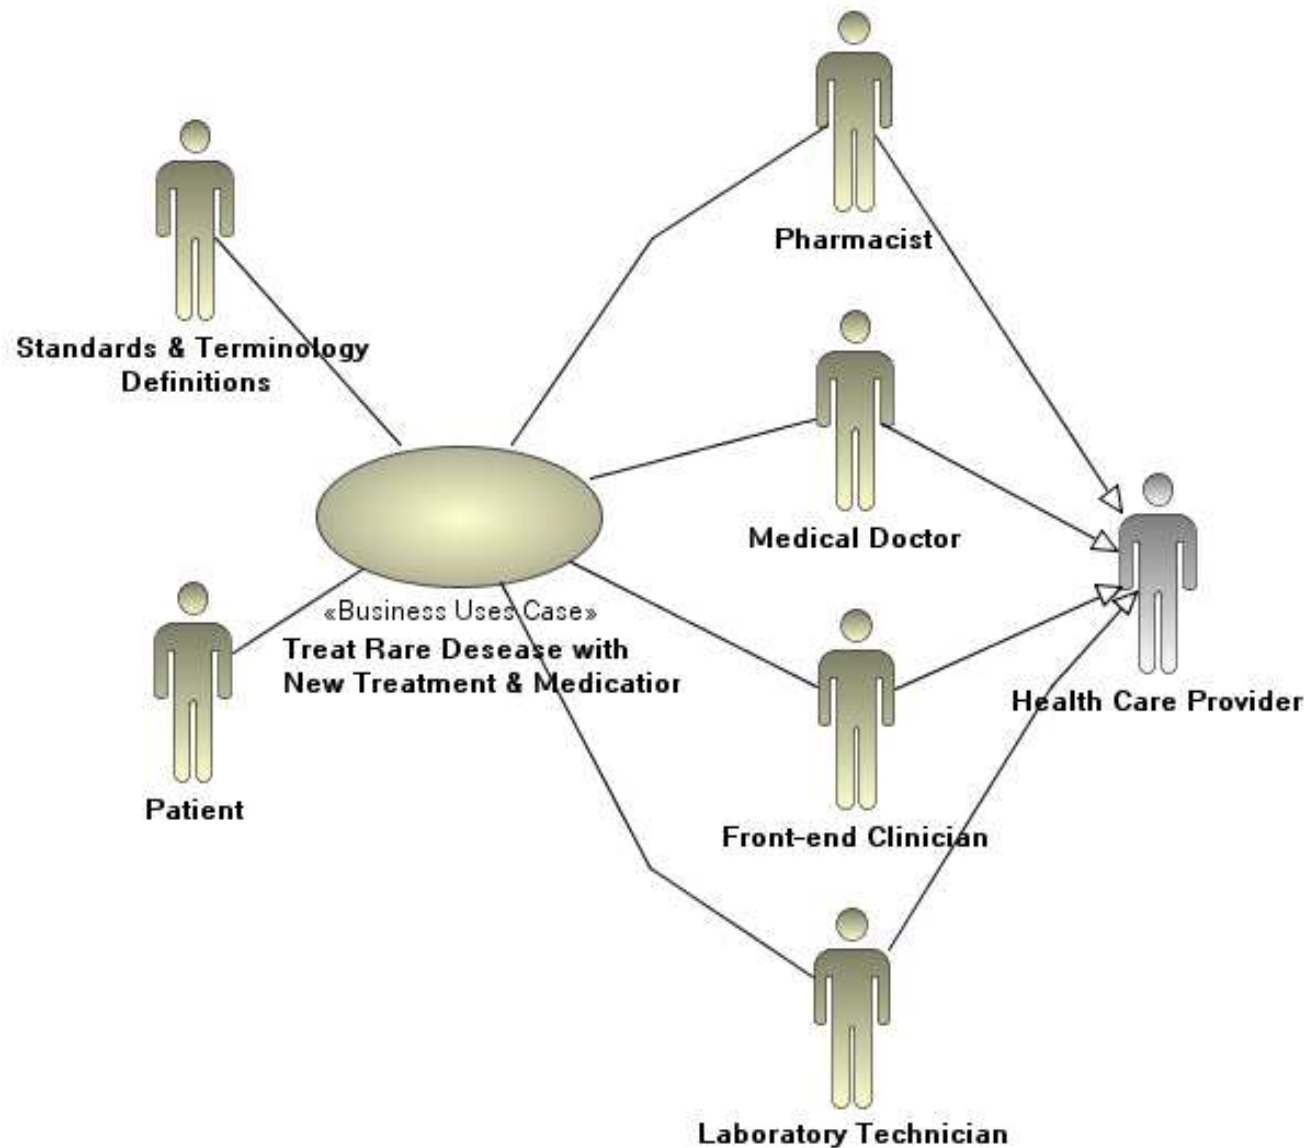 Pharmacist
Standards & Terminology
Definitions
Medical Doctor
«Business Uses Case»
Treat Rare Desease with
New Treatment & Medicatior
Health Care Provider
Patient
Front-end Clinician
Laboratory Technician